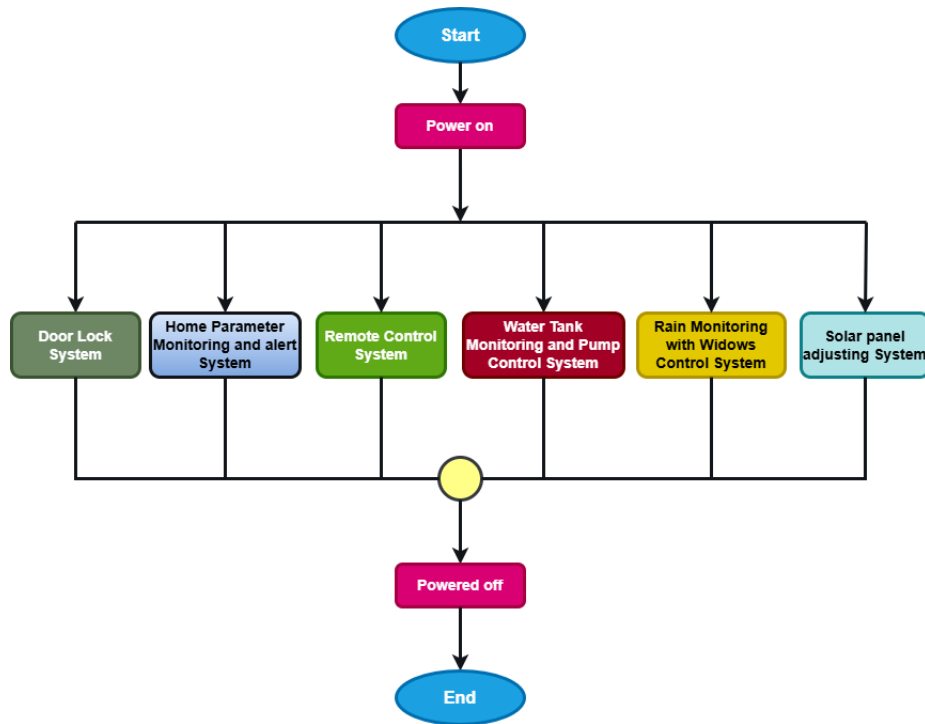 Start
Power on
Door Lock
System
Home Parameter
Monitoring and alert
System
Remote Control
System
Water Tank
Monitoring and Pump
Control System
Rain Monitoring
with Widows
Control System
Solar panel
adjusting System
Powered off
End